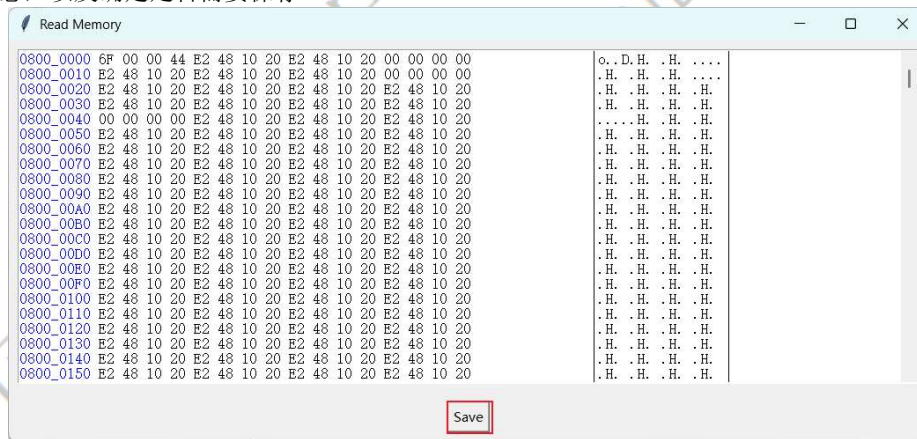 Read Memory
0800_0000 6F 00 00 44 E2 48 10 20 E2 48 10 20 00 00 00 00 o..D.H. .H. ....
0800_0010 E2 48 10 20 E2 48 10 20 E2 48 10 20 00 00 00 00 .H. .H. .H. ....
0800_0020 E2 48 10 20 E2 48 10 20 E2 48 10 20 E2 48 10 20 .H. .H. .H. .H.
0800_0030 E2 48 10 20 E2 48 10 20 E2 48 10 20 E2 48 10 20 .H. .H. .H. .H.
0800_0040 00 00 00 00 E2 48 10 20 E2 48 10 20 E2 48 10 20 .....H. .H. .H.
0800_0050 E2 48 10 20 E2 48 10 20 E2 48 10 20 E2 48 10 20 .H. .H. .H. .H.
0800_0060 E2 48 10 20 E2 48 10 20 E2 48 10 20 E2 48 10 20 .H. .H. .H. .H.
0800_0070 E2 48 10 20 E2 48 10 20 E2 48 10 20 E2 48 10 20 .H. .H. .H. .H.
0800_0080 E2 48 10 20 E2 48 10 20 E2 48 10 20 E2 48 10 20 .H. .H. .H. .H.
0800_0090 E2 48 10 20 E2 48 10 20 E2 48 10 20 E2 48 10 20 .H. .H. .H. .H.
0800_00A0 E2 48 10 20 E2 48 10 20 E2 48 10 20 E2 48 10 20 .H. .H. .H. .H.
0800_00B0 E2 48 10 20 E2 48 10 20 E2 48 10 20 E2 48 10 20 .H. .H. .H. .H.
0800_00C0 E2 48 10 20 E2 48 10 20 E2 48 10 20 E2 48 10 20 .H. .H. .H. .H.
0800_00D0 E2 48 10 20 E2 48 10 20 E2 48 10 20 E2 48 10 20 .H. .H. .H. .H.
0800_00E0 E2 48 10 20 E2 48 10 20 E2 48 10 20 E2 48 10 20 .H. .H. .H. .H.
0800_00F0 E2 48 10 20 E2 48 10 20 E2 48 10 20 E2 48 10 20 .H. .H. .H. .H.
0800_0100 E2 48 10 20 E2 48 10 20 E2 48 10 20 E2 48 10 20 .H. .H. .H. .H.
0800_0110 E2 48 10 20 E2 48 10 20 E2 48 10 20 E2 48 10 20 .H. .H. .H. .H.
0800_0120 E2 48 10 20 E2 48 10 20 E2 48 10 20 E2 48 10 20 .H. .H. .H. .H.
0800_0130 E2 48 10 20 E2 48 10 20 E2 48 10 20 E2 48 10 20 .H. .H. .H. .H.
0800_0140 E2 48 10 20 E2 48 10 20 E2 48 10 20 E2 48 10 20 .H. .H. .H. .H.
0800_0150 E2 48 10 20 E2 48 10 20 E2 48 10 20 E2 48 10 20 .H. .H. .H. .H.
Save